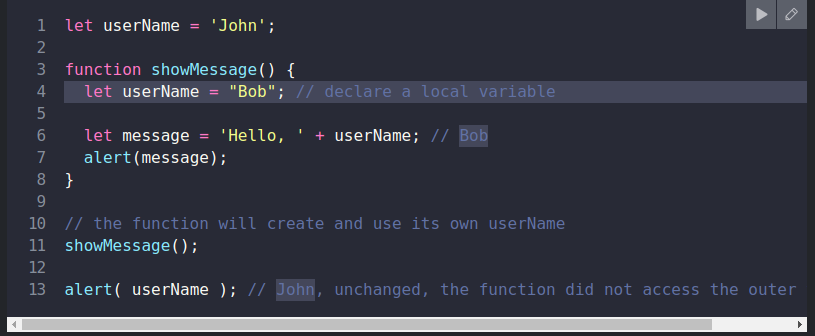 1 let userName = 'John';
2
3 function showMessage() {
4   let userName = "Bob"; // declare a local variable
5
6   let message = 'Hello, ' + userName; // Bob
7   alert(message);
8 }
9
10 // the function will create and use its own userName
11 showMessage();
12
13 alert( userName ); // John, unchanged, the function did not access the outer